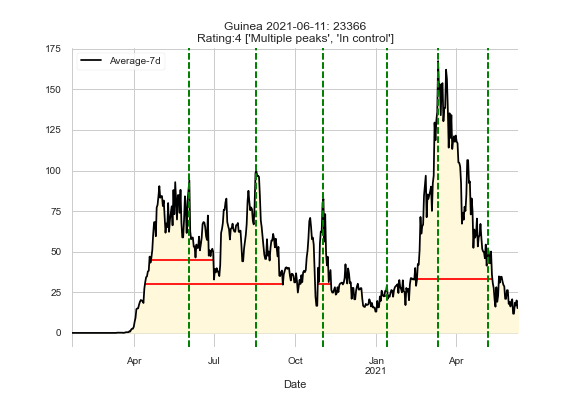 Guinea 2021-06-11: 23366
Rating:4 ['Multiple peaks', 'In control']
Average-7d
175
150
125
100
75
50
25
0
Apr
Jul
Oct
Jan
2021
Apr
Date